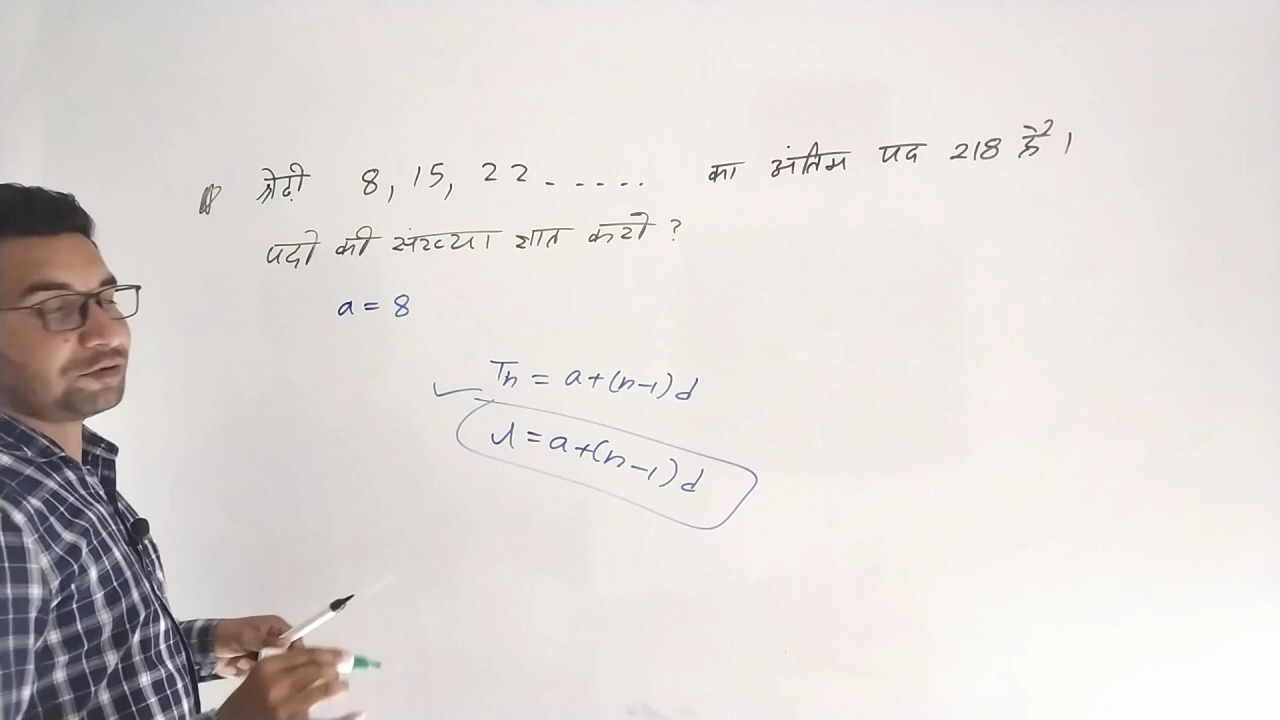 श्रेढ़ी 8, 15, 22 - - - - . का अंतिम पद 218 है।
पदो की संख्या ज्ञात करो ?
a = 8
Tn = a+(n-1)d
l = a+(n-1)d